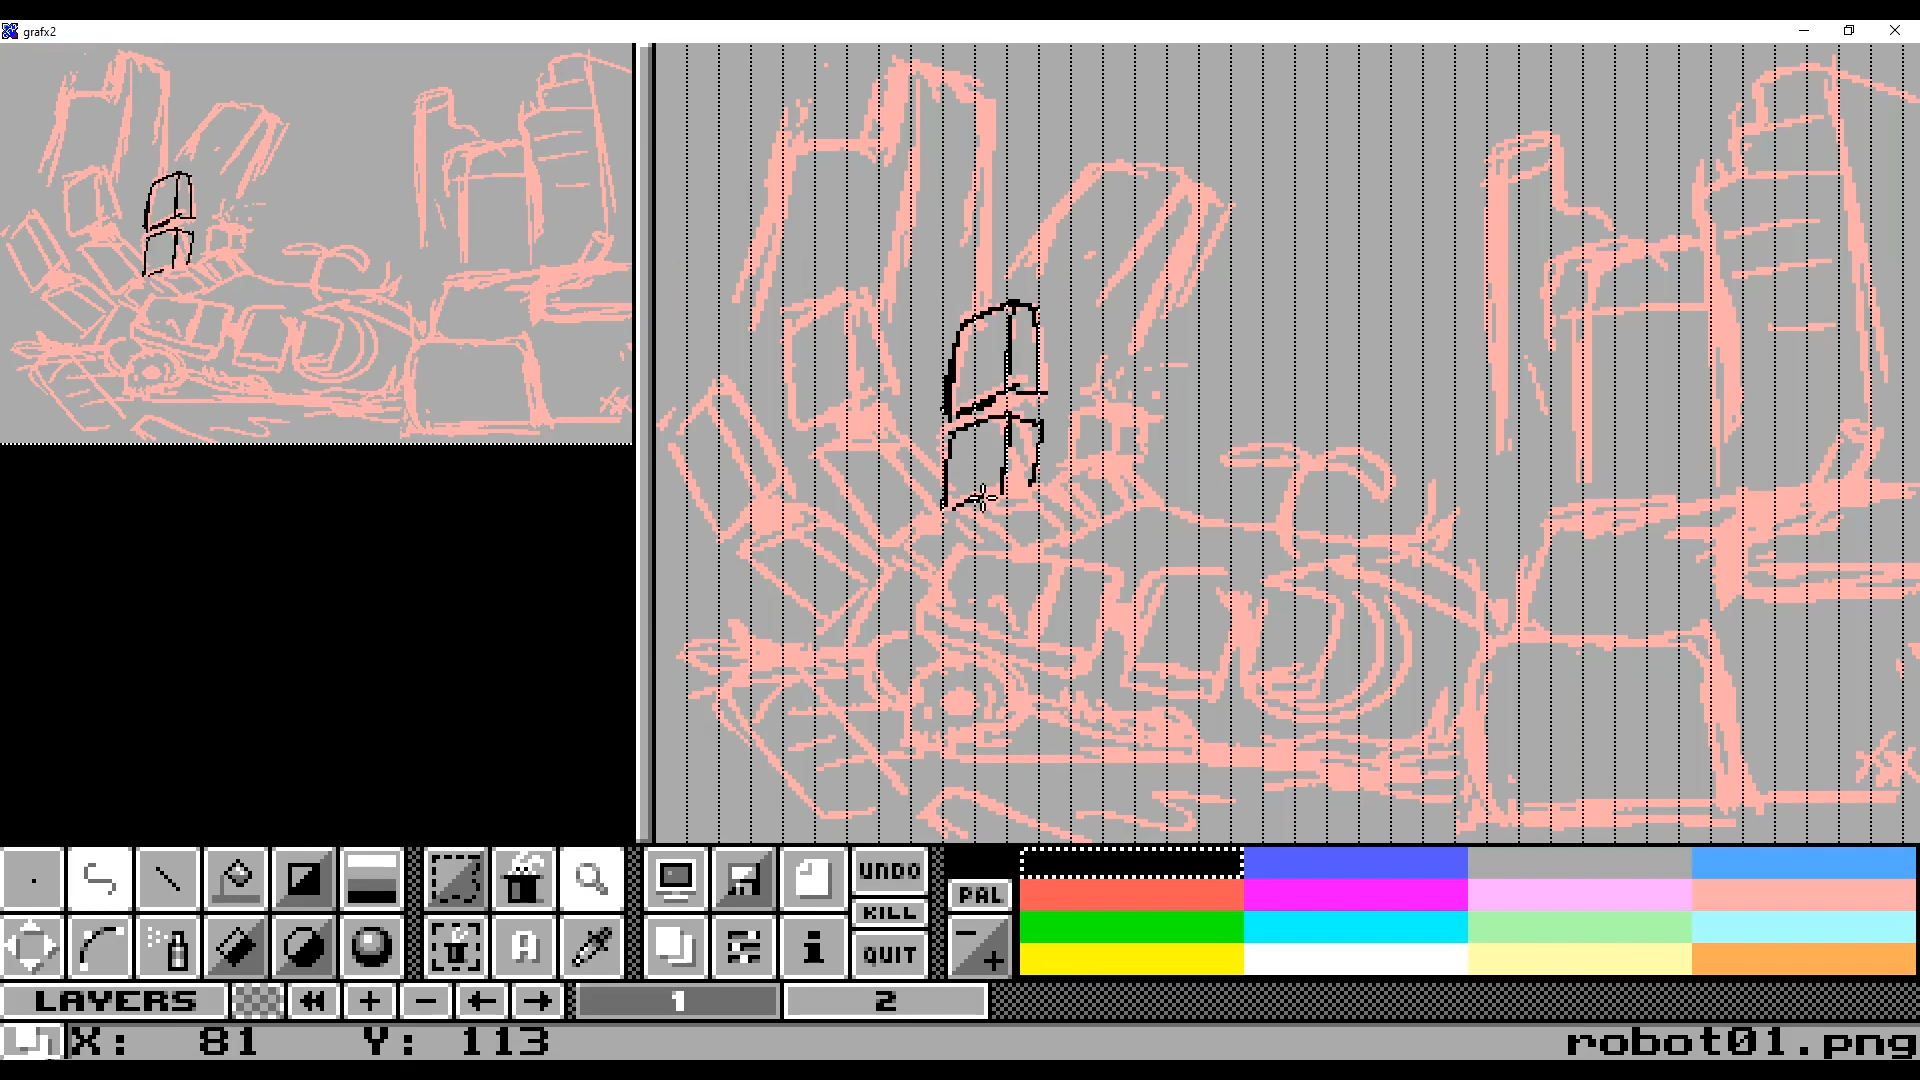 grafx2
UNDO
KILL
QUIT
PAL
LAYERS
1
2
X: 81 Y: 113
robot01.png